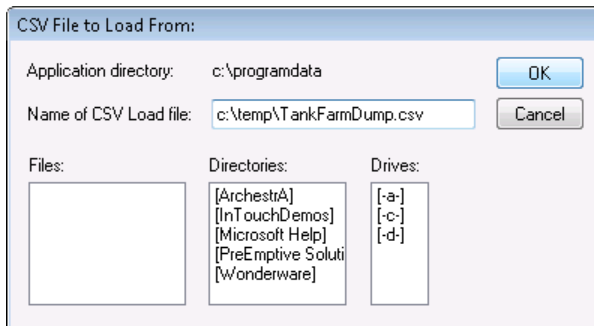 CSV File to Load From:
Application directory: c:\programdata OK
Name of CSV Load file: c:\temp\TankFarmDump.csv Cancel
Files: Directories: Drives:
[ArchestrA] [-a-]
[InTouchDemos] [-c-]
[Microsoft Help] [-d-]
[PreEmptive Soluti
[Wonderware]